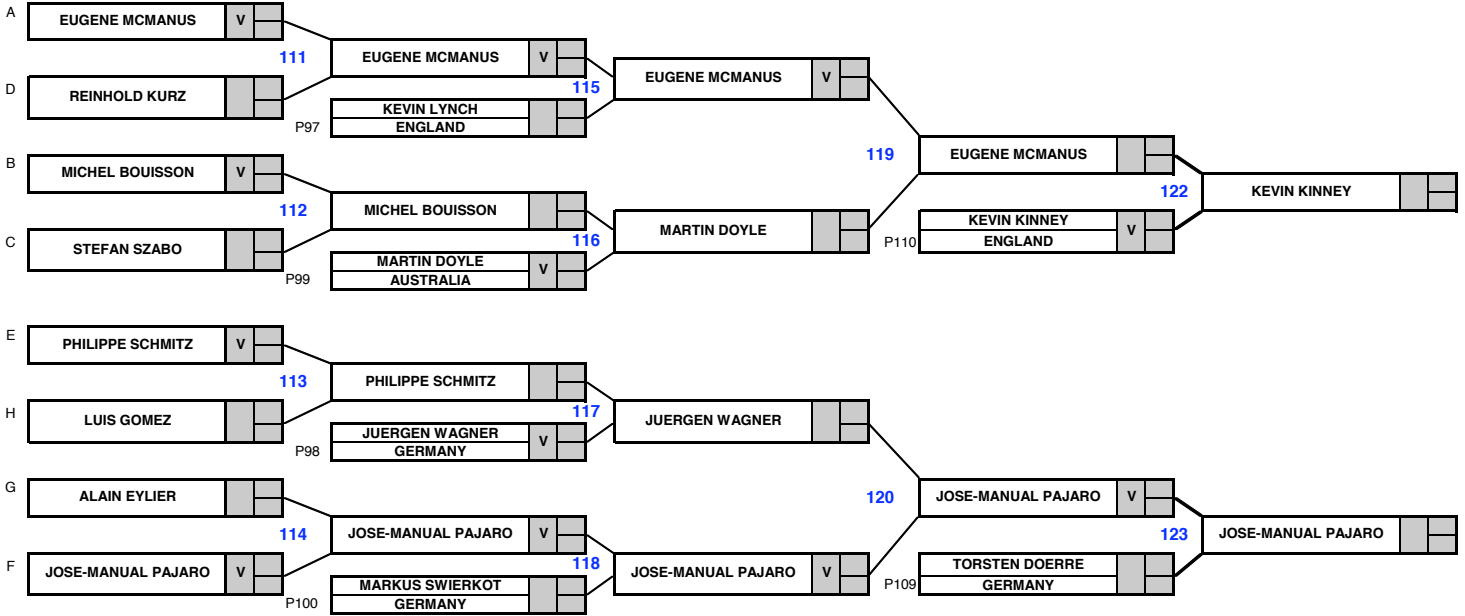 A
EUGENE MCMANUS V
111
EUGENE MCMANUS V
D
REINHOLD KURZ
115
EUGENE MCMANUS V
P97
KEVIN LYNCH
ENGLAND
B
MICHEL BOUISSON V
112
MICHEL BOUISSON
C
STEFAN SZABO
116
MARTIN DOYLE
P99
MARTIN DOYLE V
AUSTRALIA
119
EUGENE MCMANUS
122
KEVIN KINNEY
P110
KEVIN KINNEY V
ENGLAND
E
PHILIPPE SCHMITZ V
113
PHILIPPE SCHMITZ
H
LUIS GOMEZ
117
JUERGEN WAGNER
P98
JUERGEN WAGNER V
GERMANY
G
ALAIN EYLIER
114
JOSE-MANUAL PAJARO V
F
JOSE-MANUAL PAJARO V
118
JOSE-MANUAL PAJARO V
P100
MARKUS SWIERKOT
GERMANY
120
JOSE-MANUAL PAJARO V
123
JOSE-MANUAL PAJARO
P109
TORSTEN DOERRE
GERMANY